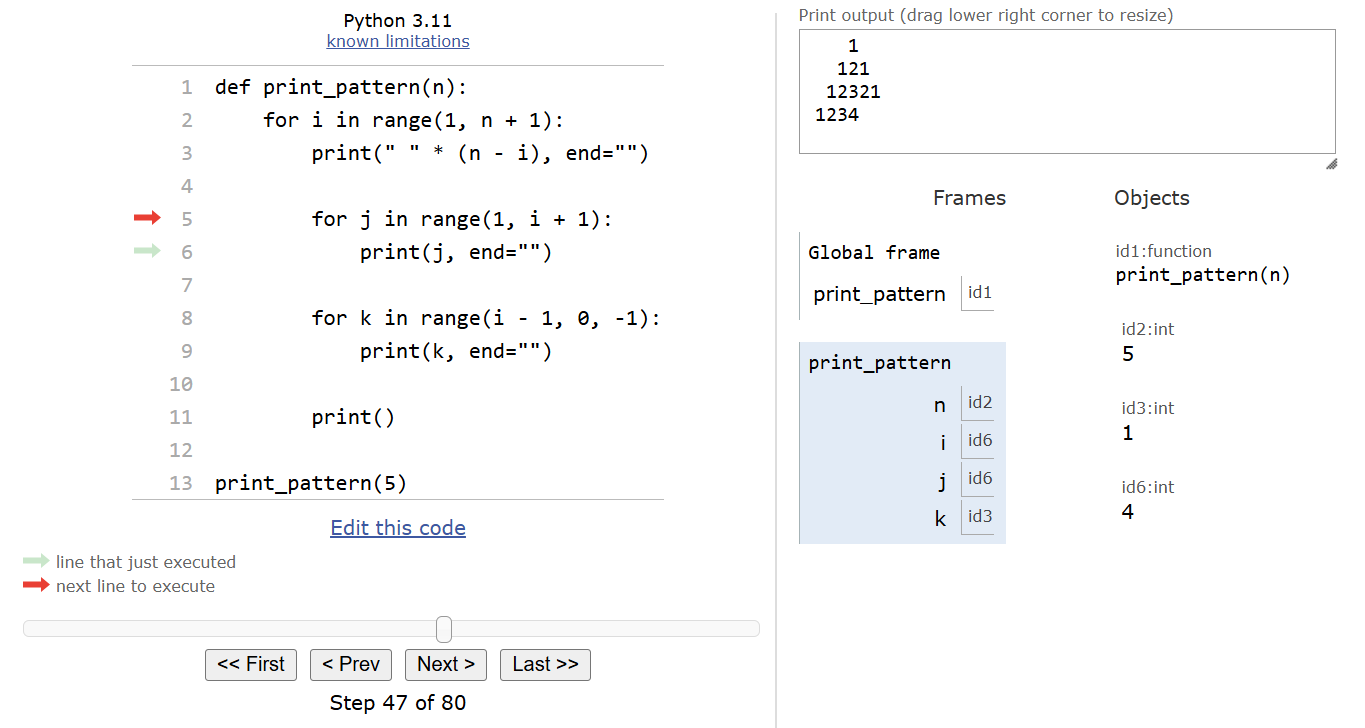 Python 3.11
known limitations
1 def print_pattern(n):
2     for i in range(1, n + 1):
3         print(" " * (n - i), end="")
4
5         for j in range(1, i + 1):
6             print(j, end="")
7
8         for k in range(i - 1, 0, -1):
9             print(k, end="")
10
11         print()
12
13 print_pattern(5)
Edit this code
line that just executed
next line to execute
<< First < Prev Next > Last >>
Step 47 of 80
Print output (drag lower right corner to resize)
    1
   121
  12321
 1234
Frames Objects
Global frame
print_pattern id1
print_pattern
n id2
i id6
j id6
k id3
id1:function
print_pattern(n)
id2:int
5
id3:int
1
id6:int
4